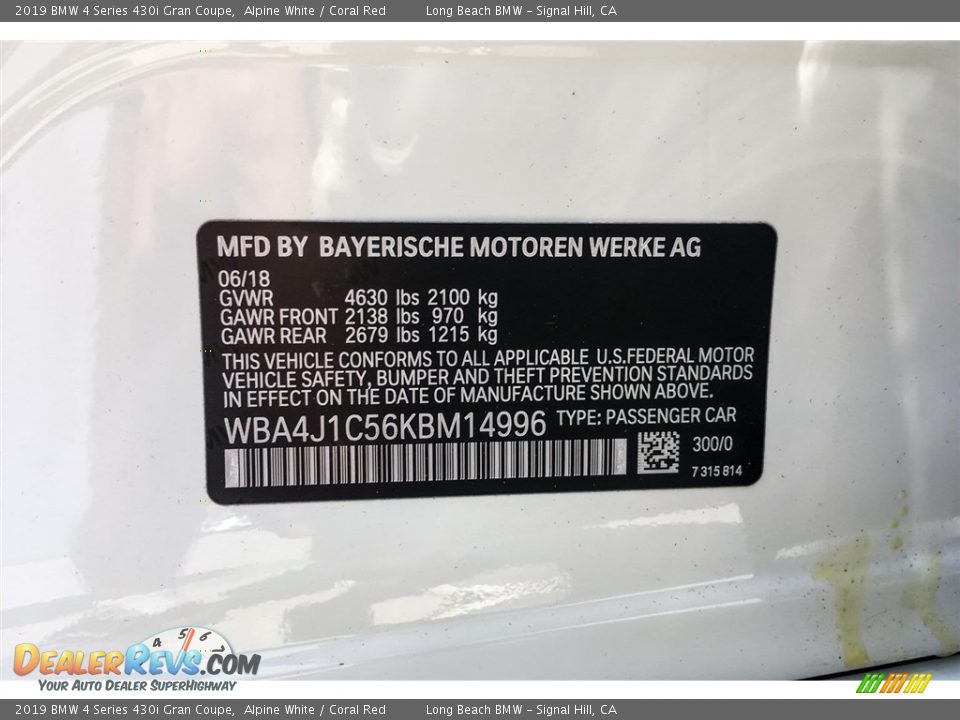 2019 BMW 4 Series 430i Gran Coupe, Alpine White / Coral Red Long Beach BMW - Signal Hill, CA
MFD BY BAYERISCHE MOTOREN WERKE AG
06/18
GVWR 4630 lbs 2100 kg
GAWR FRONT 2138 lbs 970 kg
GAWR REAR 2679 lbs 1215 kg
THIS VEHICLE CONFORMS TO ALL APPLICABLE U.S.FEDERAL MOTOR
VEHICLE SAFETY, BUMPER AND THEFT PREVENTION STANDARDS
IN EFFECT ON THE DATE OF MANUFACTURE SHOWN ABOVE.
WBA4J1C56KBM14996 TYPE: PASSENGER CAR
300/0
7 315 814
4 5 6
DEALERREVS.COM
YOUR AUTO DEALER SUPERHIGHWAY
2019 BMW 4 Series 430i Gran Coupe, Alpine White / Coral Red Long Beach BMW - Signal Hill, CA